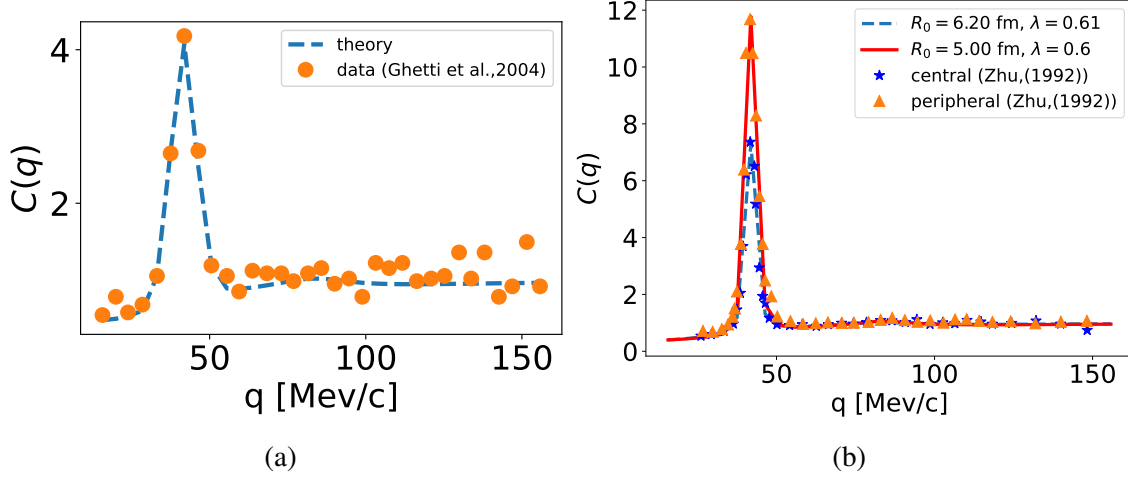 C(q)
4
2
theory
data (Ghetti et al.,2004)
50
100
150
q [Mev/c]
(a)
C(q)
12
10
8
6
4
2
0
R₀ = 6.20 fm, λ = 0.61
R₀ = 5.00 fm, λ = 0.6
central (Zhu,(1992))
peripheral (Zhu,(1992))
50
100
150
q [Mev/c]
(b)